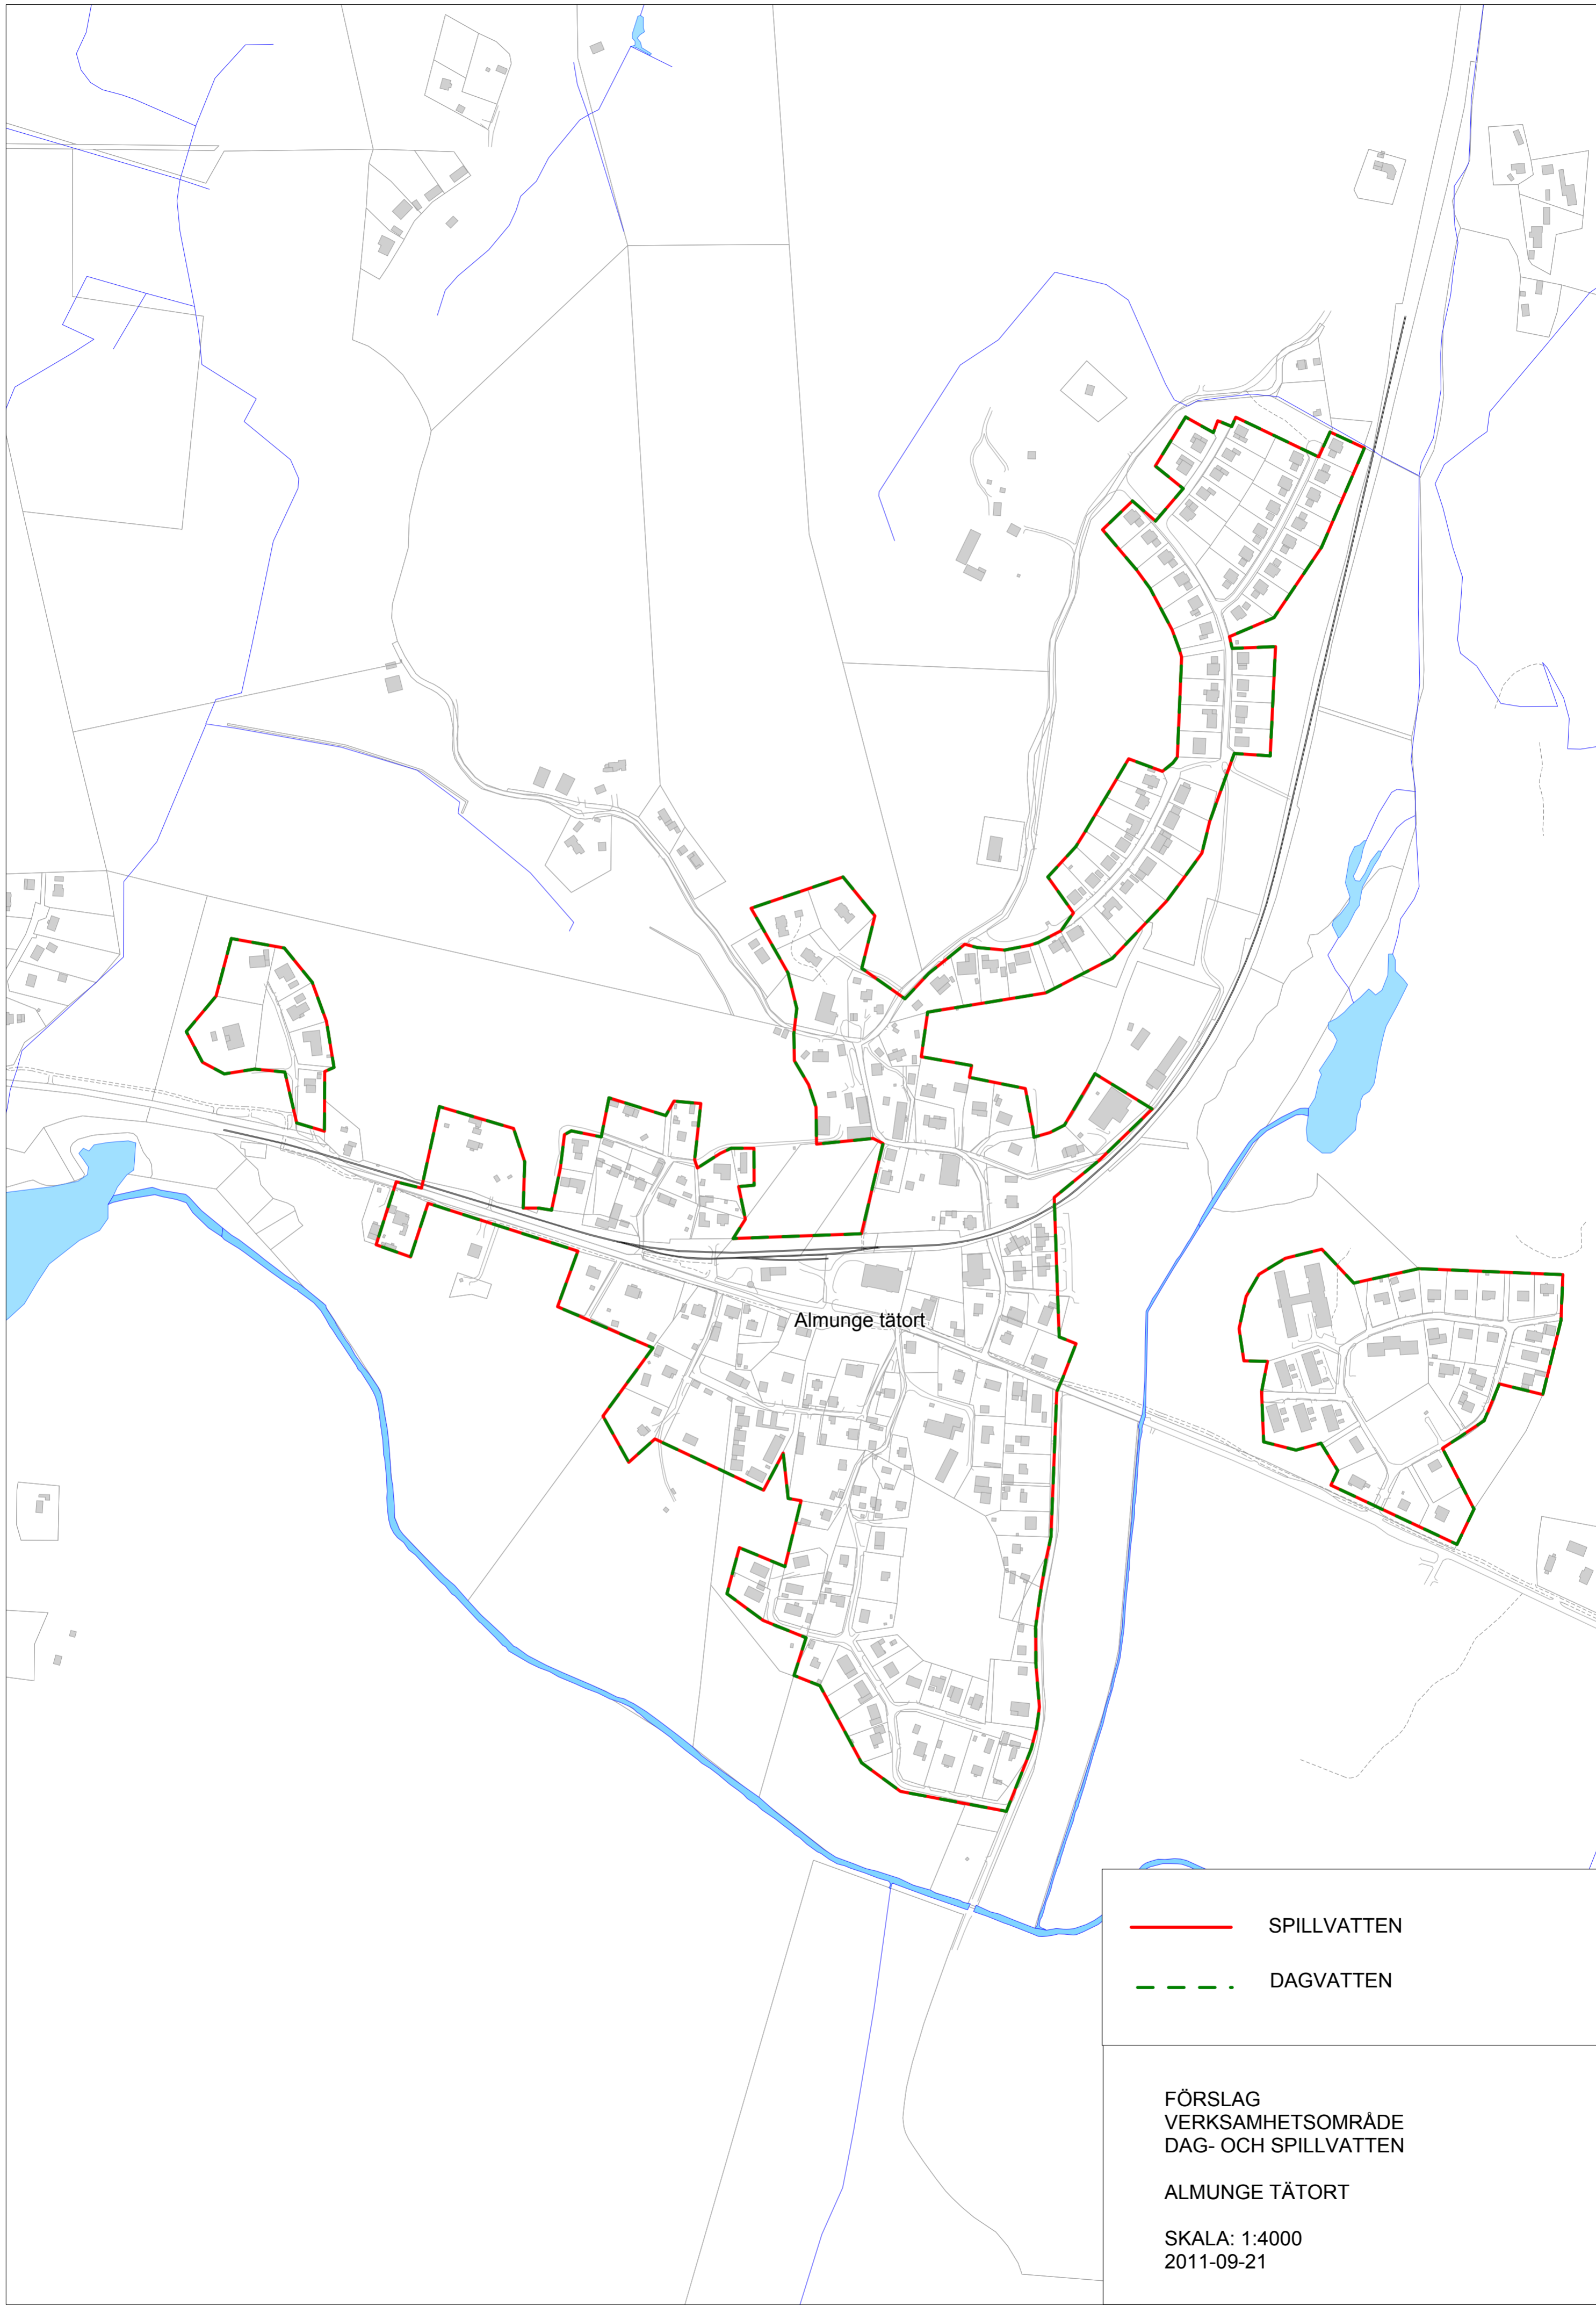 Almunge tätort
SPILLVATTEN
DAGVATTEN
FÖRSLAG
VERKSAMHETSOMRÅDE
DAG- OCH SPILLVATTEN
ALMUNGE TÄTORT
SKALA: 1:4000
2011-09-21